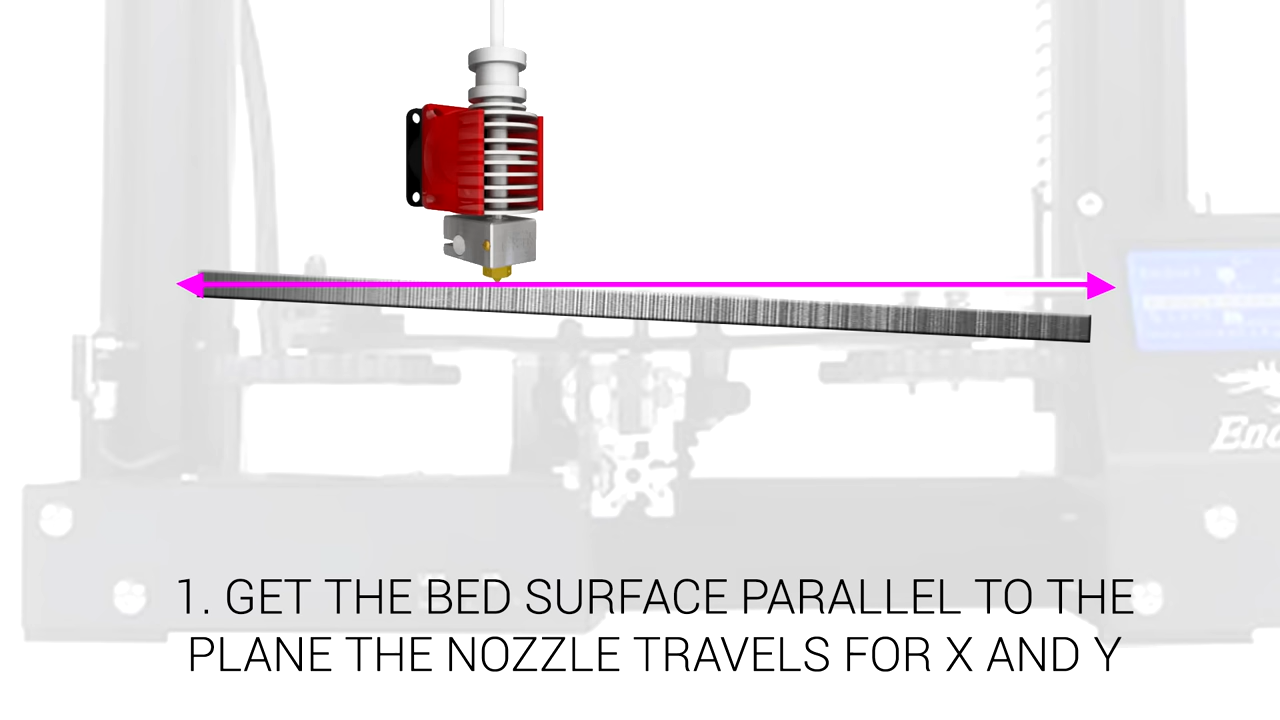 1. GET THE BED SURFACE PARALLEL TO THE
PLANE THE NOZZLE TRAVELS FOR X AND Y